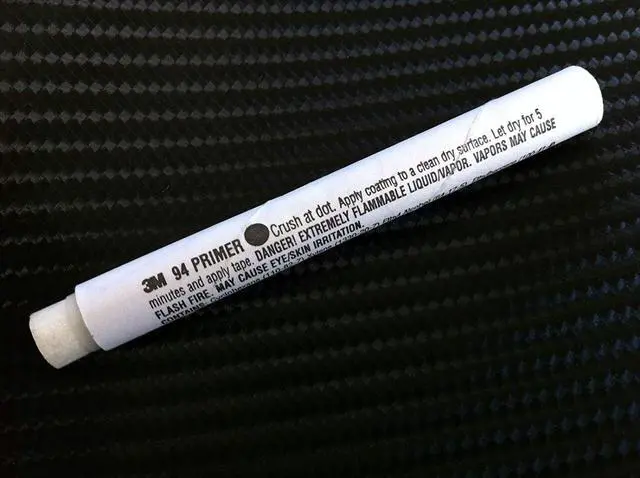 3M 94 PRIMER Crush at dot. Apply coating to a clean dry surface. Let dry for 5
minutes and apply tape. DANGER! EXTREMELY FLAMMABLE LIQUID/VAPOR. VAPORS MAY CAUSE
FLASH FIRE. MAY CAUSE EYE/SKIN IRRITATION.